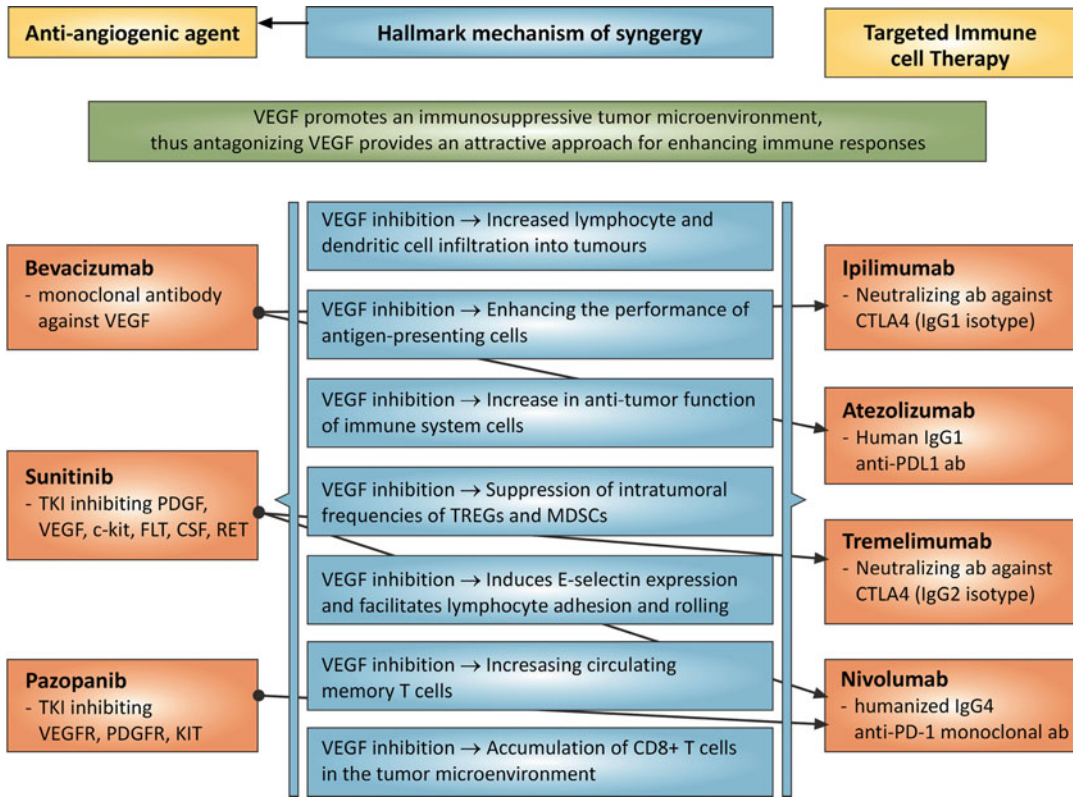 Anti-angiogenic agent
Hallmark mechanism of syngergy
Targeted Immune
cell Therapy
VEGF promotes an immunosuppressive tumor microenvironment,
thus antagonizing VEGF provides an attractive approach for enhancing immune responses
Bevacizumab
- monoclonal antibody
against VEGF
Sunitinib
- TKI inhibiting PDGF,
VEGF, c-kit, FLT, CSF, RET
Pazopanib
- TKI inhibiting
VEGFR, PDGFR, KIT
VEGF inhibition → Increased lymphocyte and
dendritic cell infiltration into tumours
VEGF inhibition → Enhancing the performance of
antigen-presenting cells
VEGF inhibition → Increase in anti-tumor function
of immune system cells
VEGF inhibition → Suppression of intratumoral
frequencies of TREGs and MDSCs
VEGF inhibition → Induces E-selectin expression
and facilitates lymphocyte adhesion and rolling
VEGF inhibition → Incresasing circulating
memory T cells
VEGF inhibition → Accumulation of CD8+ T cells
in the tumor microenvironment
Ipilimumab
- Neutralizing ab against
CTLA4 (IgG1 isotype)
Atezolizumab
- Human IgG1
anti-PDL1 ab
Tremelimumab
- Neutralizing ab against
CTLA4 (IgG2 isotype)
Nivolumab
- humanized IgG4
anti-PD-1 monoclonal ab